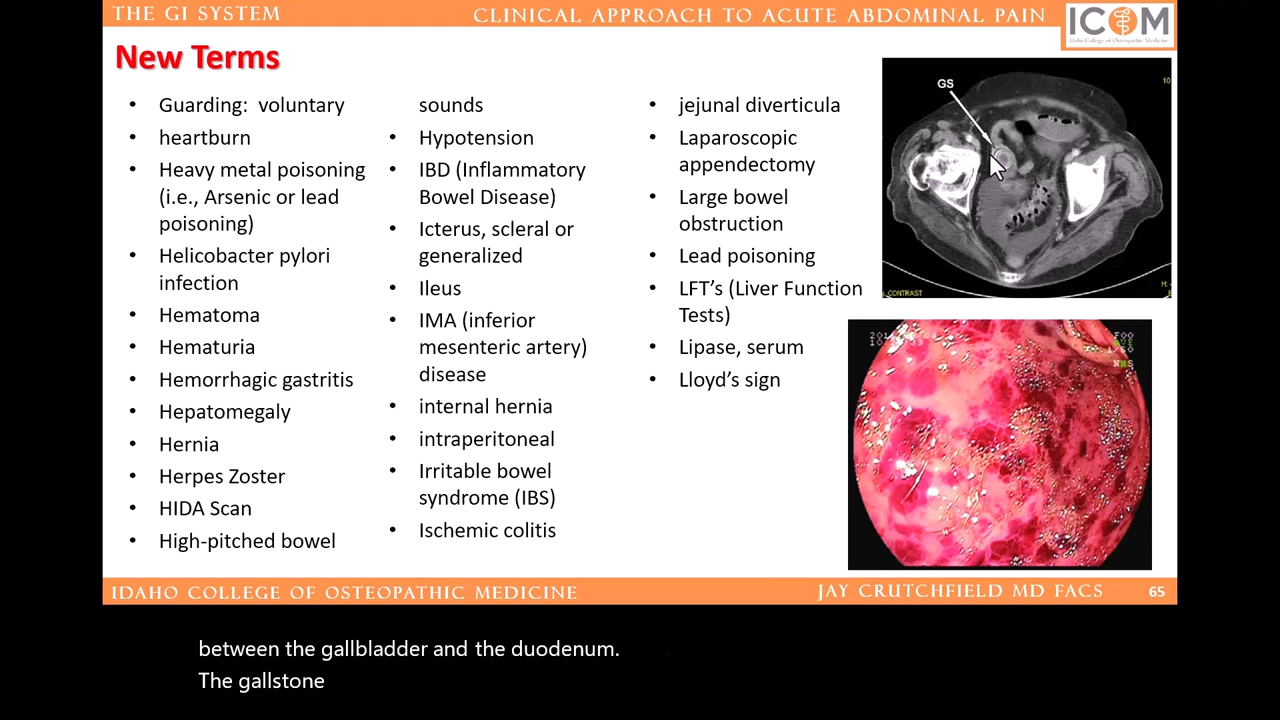 THE GI SYSTEM
CLINICAL APPROACH TO ACUTE ABDOMINAL PAIN
ICOM
Idaho College of Osteopathic Medicine
New Terms
• Guarding: voluntary
• heartburn
• Heavy metal poisoning
(i.e., Arsenic or lead
poisoning)
• Helicobacter pylori
infection
• Hematoma
• Hematuria
• Hemorrhagic gastritis
• Hepatomegaly
• Hernia
• Herpes Zoster
• HIDA Scan
• High-pitched bowel
sounds
• Hypotension
• IBD (Inflammatory
Bowel Disease)
• Icterus, scleral or
generalized
• Ileus
• IMA (inferior
mesenteric artery)
disease
• internal hernia
• intraperitoneal
• Irritable bowel
syndrome (IBS)
• Ischemic colitis
• jejunal diverticula
• Laparoscopic
appendectomy
• Large bowel
obstruction
• Lead poisoning
• LFT’s (Liver Function
Tests)
• Lipase, serum
• Lloyd’s sign
GS
10
CONTRAST
H:
IDAHO COLLEGE OF OSTEOPATHIC MEDICINE
JAY CRUTCHFIELD MD FACS
65
between the gallbladder and the duodenum.
The gallstone